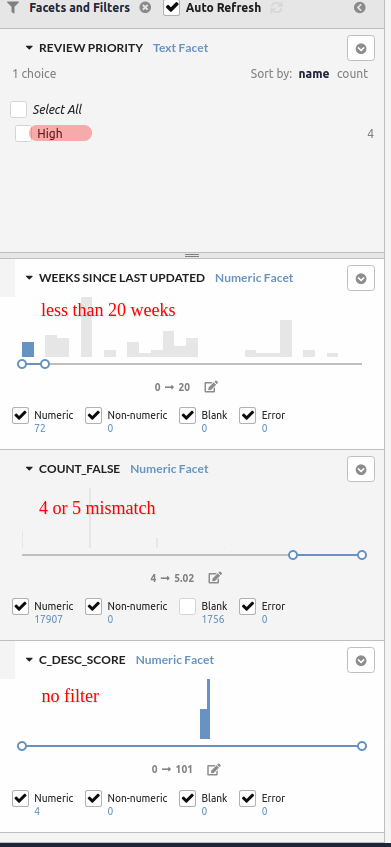 Facets and Filters Auto Refresh
REVIEW PRIORITY Text Facet
1 choice Sort by: name count
Select All
High 4
WEEKS SINCE LAST UPDATED Numeric Facet
less than 20 weeks
0 → 20
Numeric Non-numeric Blank Error
72 0 0 0
COUNT_FALSE Numeric Facet
4 or 5 mismatch
4 → 5.02
Numeric Non-numeric Blank Error
17907 0 1756 0
C_DESC_SCORE Numeric Facet
no filter
0 → 101
Numeric Non-numeric Blank Error
4 0 0 0